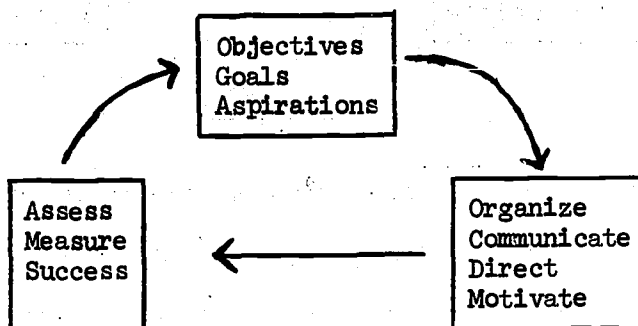 Objectives
Goals
Aspirations
Assess
Measure
Success
Organize
Communicate
Direct
Motivate